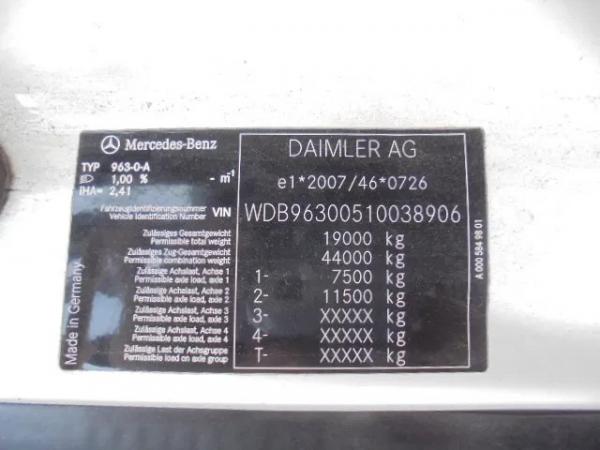 Mercedes-Benz
TYP 963-0-A
1,00 % - m-1
IHA= 2,41
Fahrzeugidentifizierungsnummer
Vehicle Identification Number VIN
Zulässiges Gesamtgewicht
Permissible total weight
Zulässiges Zug-Gesamtgewicht
Permissible combination weight
Zulässige Achslast, Achse 1
Permissible axle load, axle 1
Zulässige Achslast, Achse 2
Permissible axle load, axle 2
Zulässige Achslast, Achse 3
Permissible axle load, axle 3
Zulässige Achslast, Achse 4
Permissible axle load, axle 4
Zulässige Last der Achsgruppe
Permissible load on axle group
Made in Germany
DAIMLER AG
e1*2007/46*0726
WDB96300510038906
19000 kg
44000 kg
1- 7500 kg
2- 11500 kg
3- XXXXX kg
4- XXXXX kg
T- XXXXX kg
A 000 584 98 01